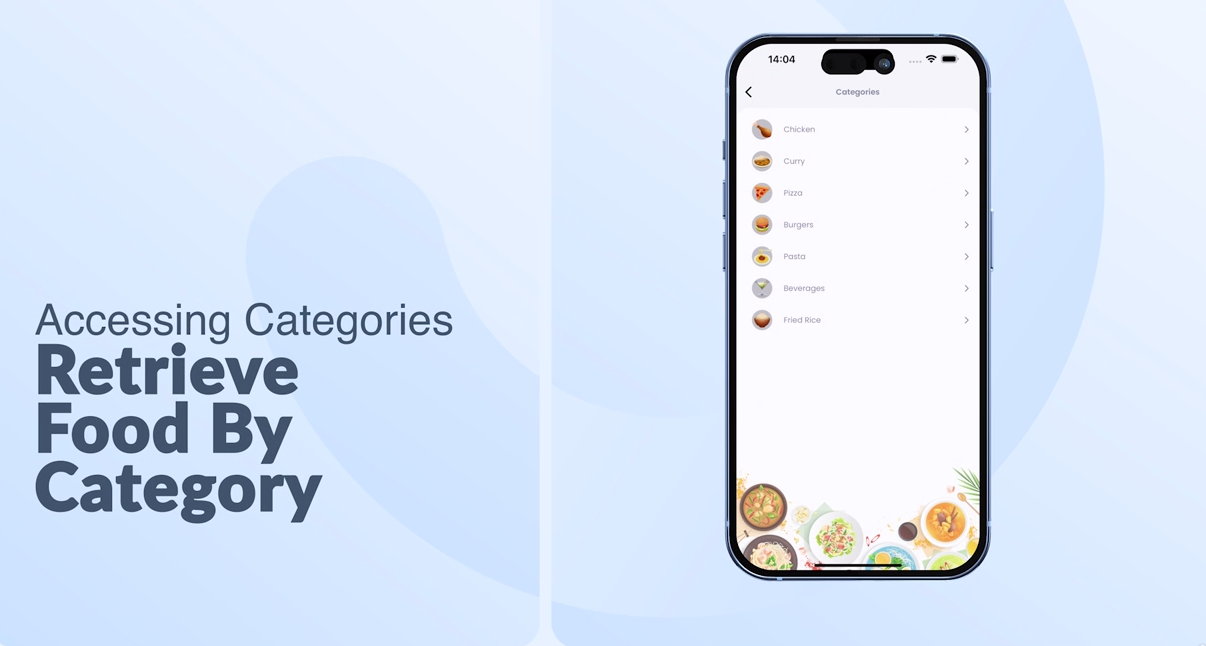 Accessing Categories
Retrieve
Food By
Category
14:04
Categories
Chicken
Curry
Pizza
Burgers
Pasta
Beverages
Fried Rice